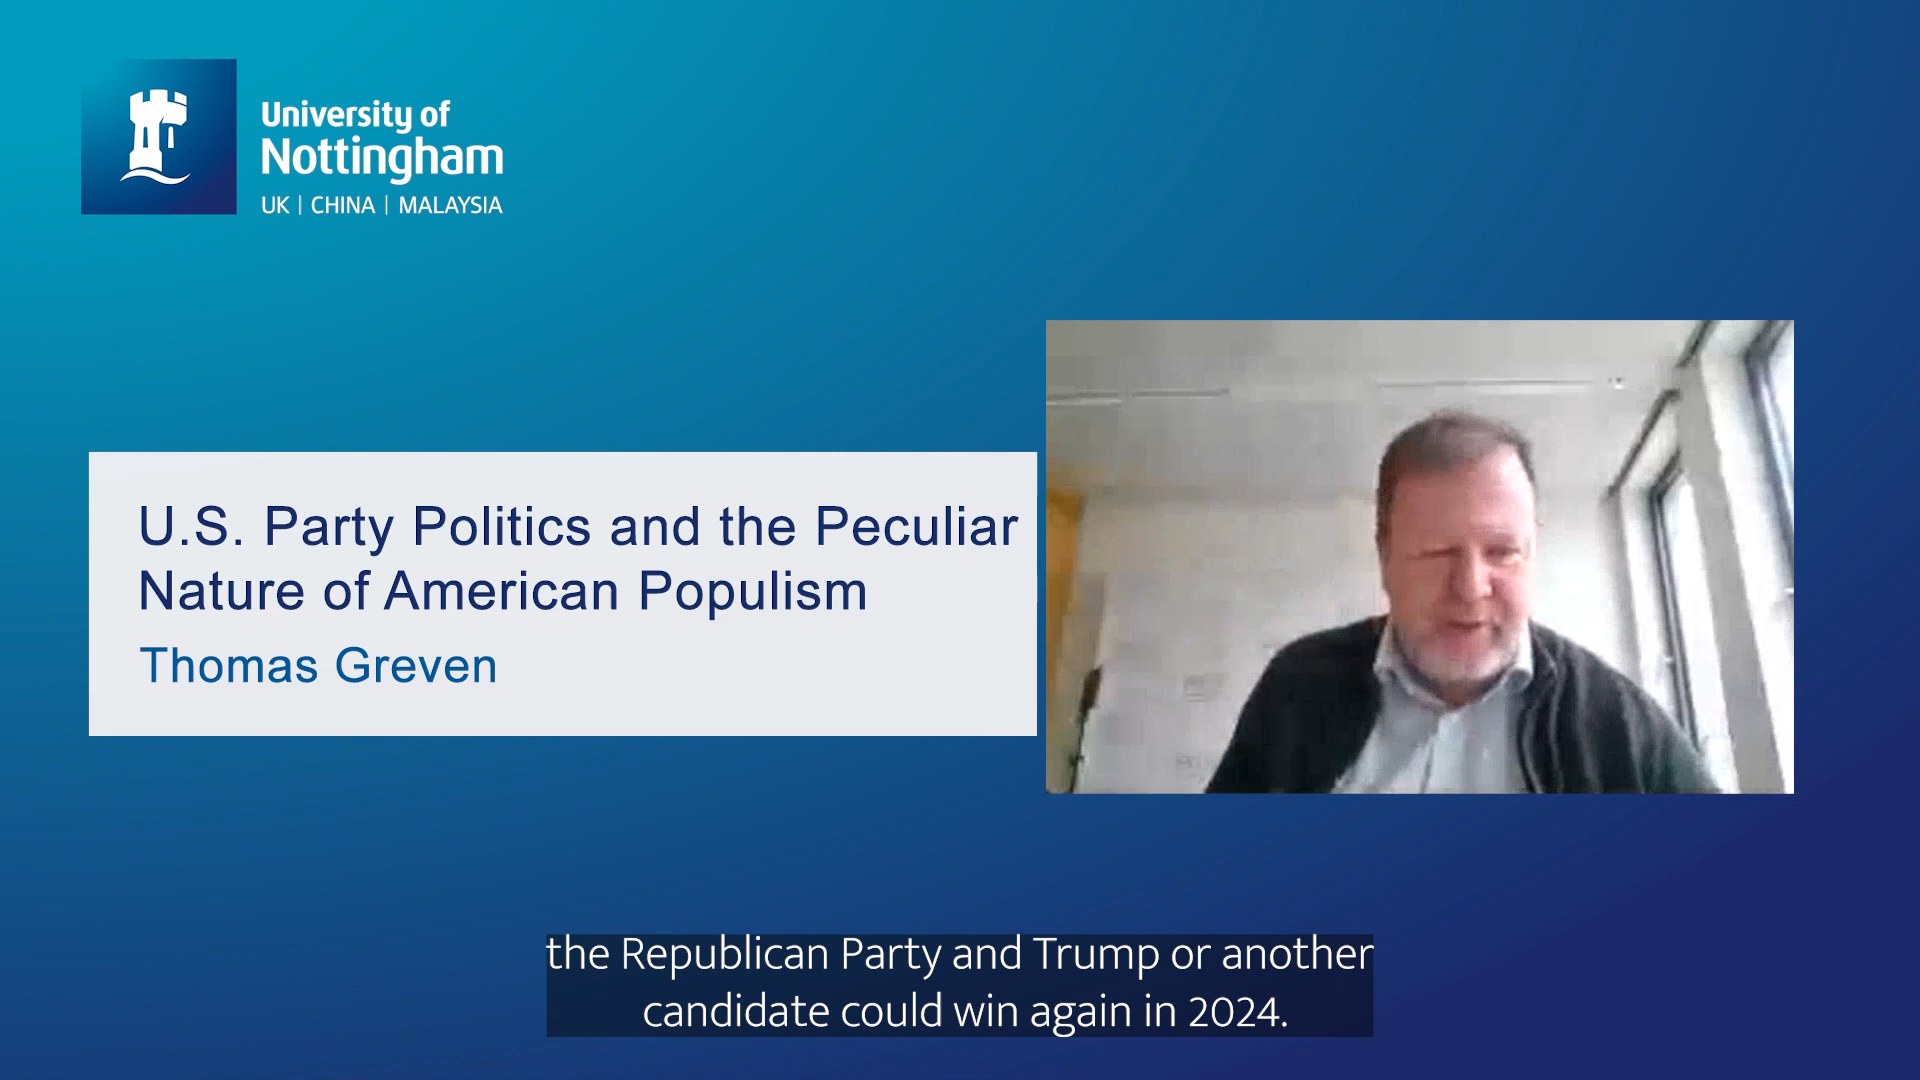 University of
Nottingham
UK | CHINA | MALAYSIA
U.S. Party Politics and the Peculiar
Nature of American Populism
Thomas Greven
the Republican Party and Trump or another
candidate could win again in 2024.